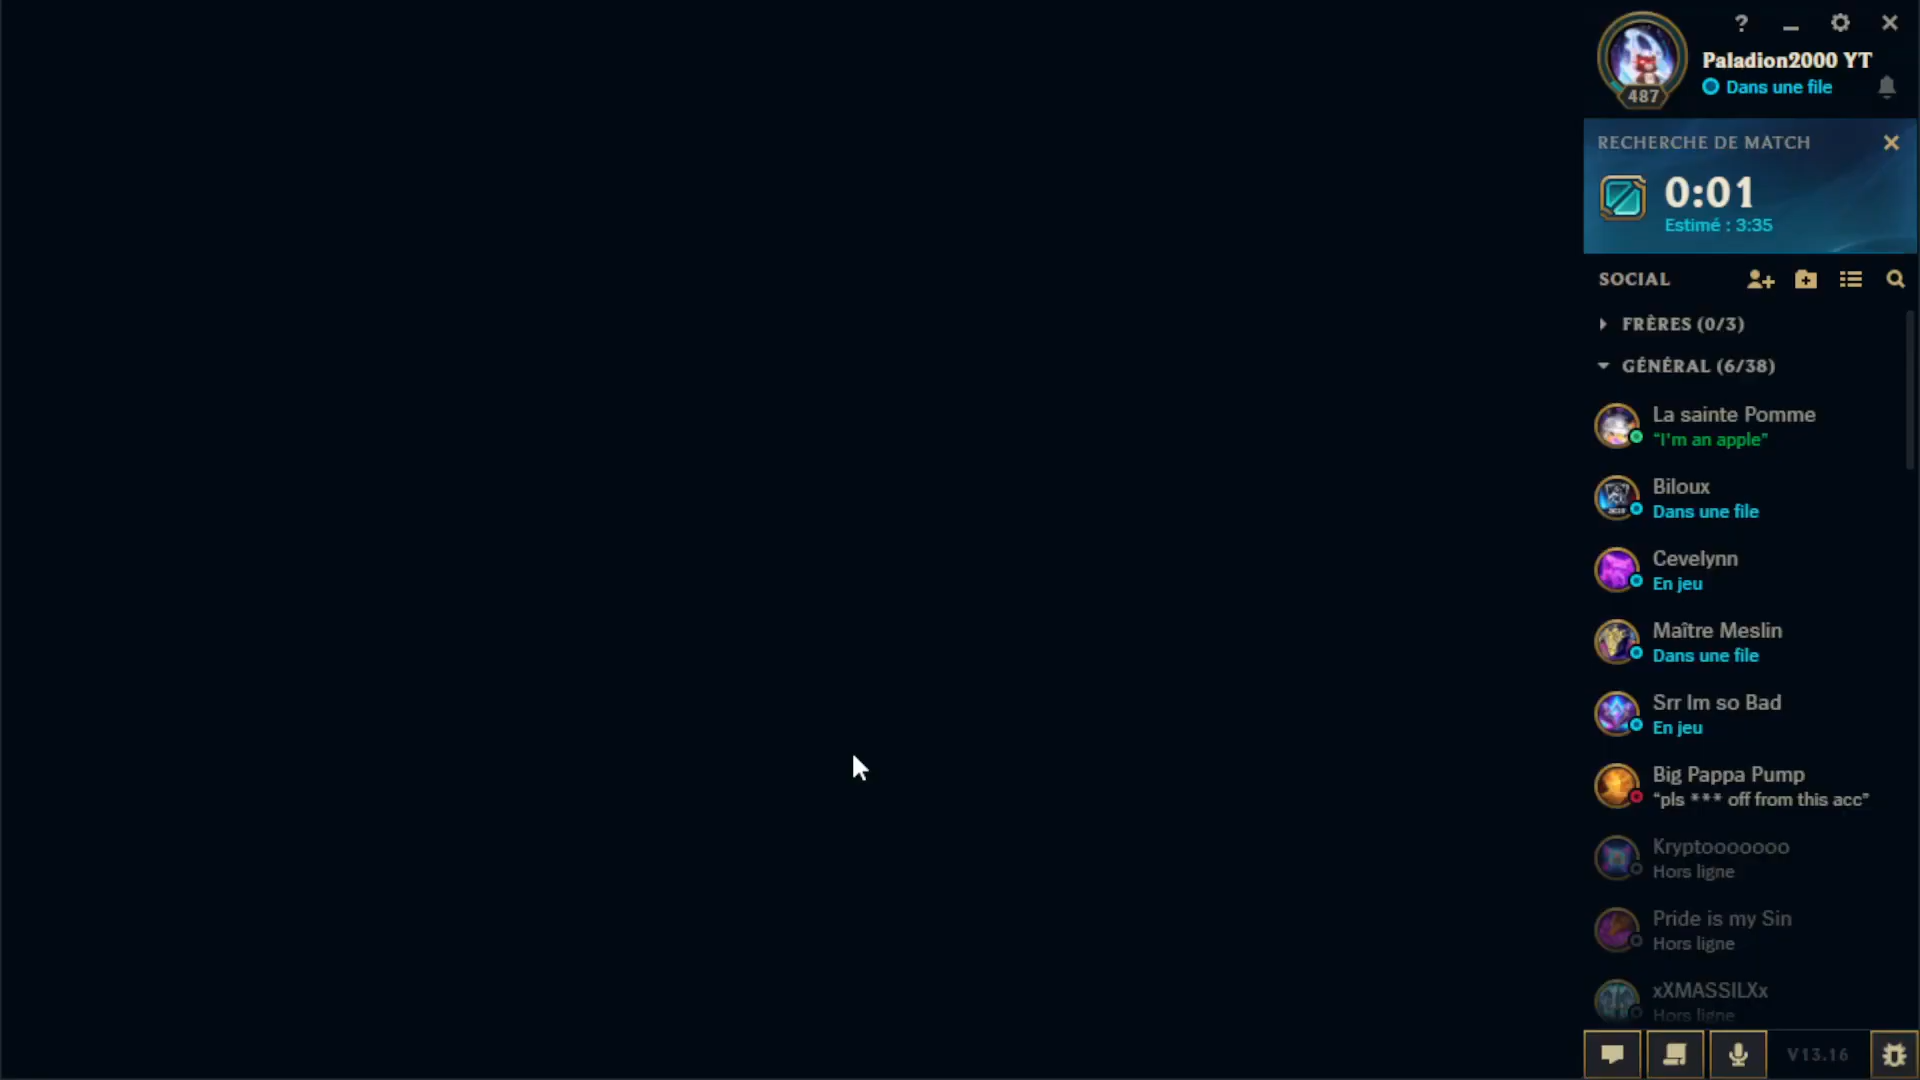 ?
Paladion2000 YT
487
Dans une file
RECHERCHE DE MATCH
0:01
Estimé : 3:35
SOCIAL
FRÈRES (0/3)
GÉNÉRAL (6/38)
La sainte Pomme
“I'm an apple”
Biloux
Dans une file
Cevelynn
En jeu
Maître Meslin
Dans une file
Srr Im so Bad
En jeu
Big Pappa Pump
“pls *** off from this acc”
Kryptooooooo
Hors ligne
Pride is my Sin
Hors ligne
xXMASSILXx
Hors ligne
V13.16